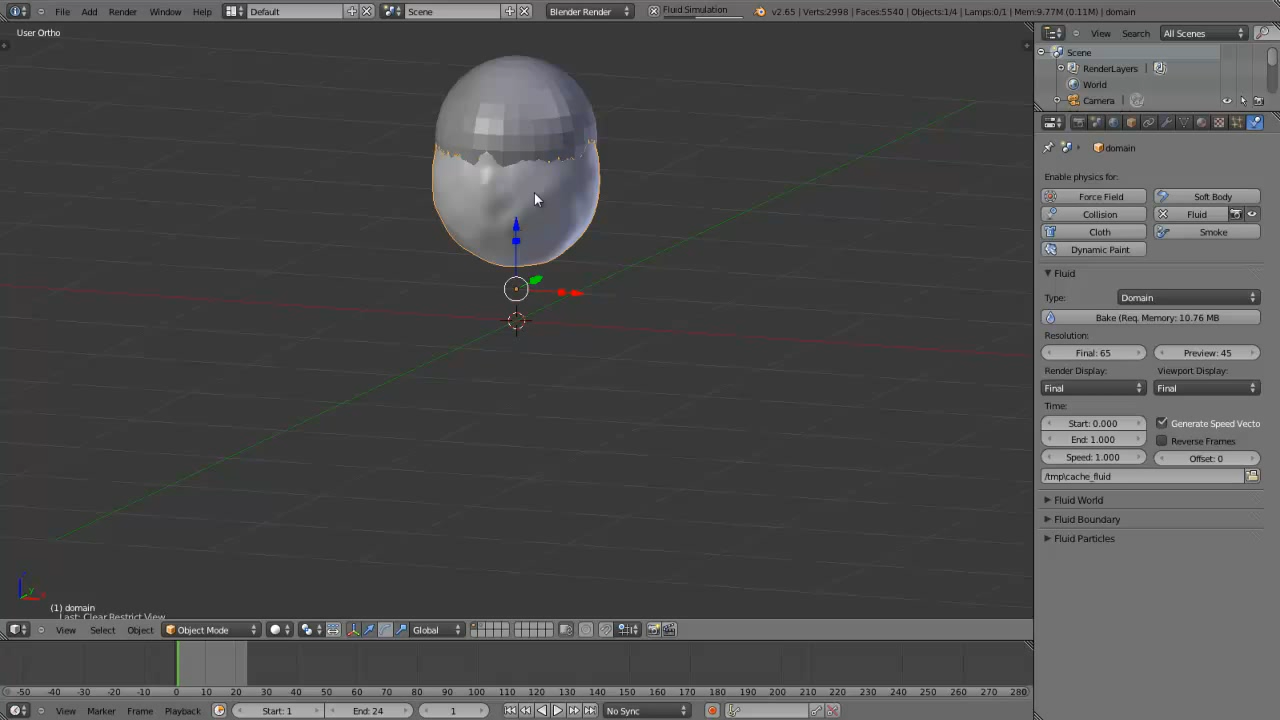 File Add Render Window Help Default Scene Blender Render Fluid Simulation v2.65 | Verts:2998 | Faces:5540 | Objects:1/4 | Lamps:0/1 | Mem:9.77M (0.11M) | domain
User Ortho
View Search All Scenes
Scene
RenderLayers |
World
Camera |
domain
Enable physics for:
Force Field Soft Body
Collision Fluid
Cloth Smoke
Dynamic Paint
Fluid
Type: Domain
Bake (Req. Memory: 10.76 MB
Resolution:
Final: 65 Preview: 45
Render Display: Viewport Display:
Final Final
Time:
Start: 0.000 Generate Speed Vecto
End: 1.000 Reverse Frames
Speed: 1.000 Offset: 0
/tmp\cache_fluid
Fluid World
Fluid Boundary
Fluid Particles
y
(1) domain
Last: Clear Restrict View
View Select Object Object Mode Global
-50 -40 -30 -20 -10 0 10 20 30 40 50 60 70 80 90 100 110 120 130 140 150 160 170 180 190 200 210 220 230 240 250 260 270 280
View Marker Frame Playback Start: 1 End: 24 1 No Sync